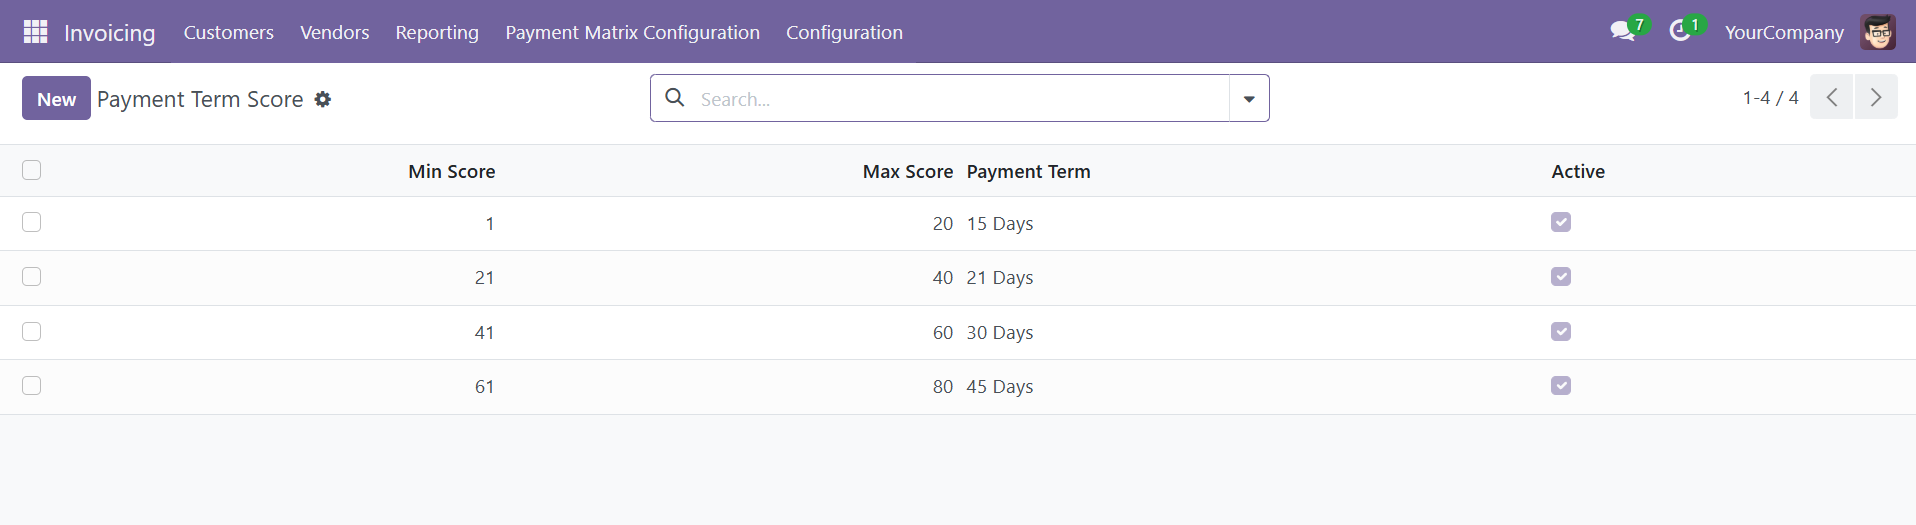 Invoicing Customers Vendors Reporting Payment Matrix Configuration Configuration 7 1 YourCompany
New Payment Term Score Search... 1-4 / 4
Min Score Max Score Payment Term Active
1 20 15 Days
21 40 21 Days
41 60 30 Days
61 80 45 Days